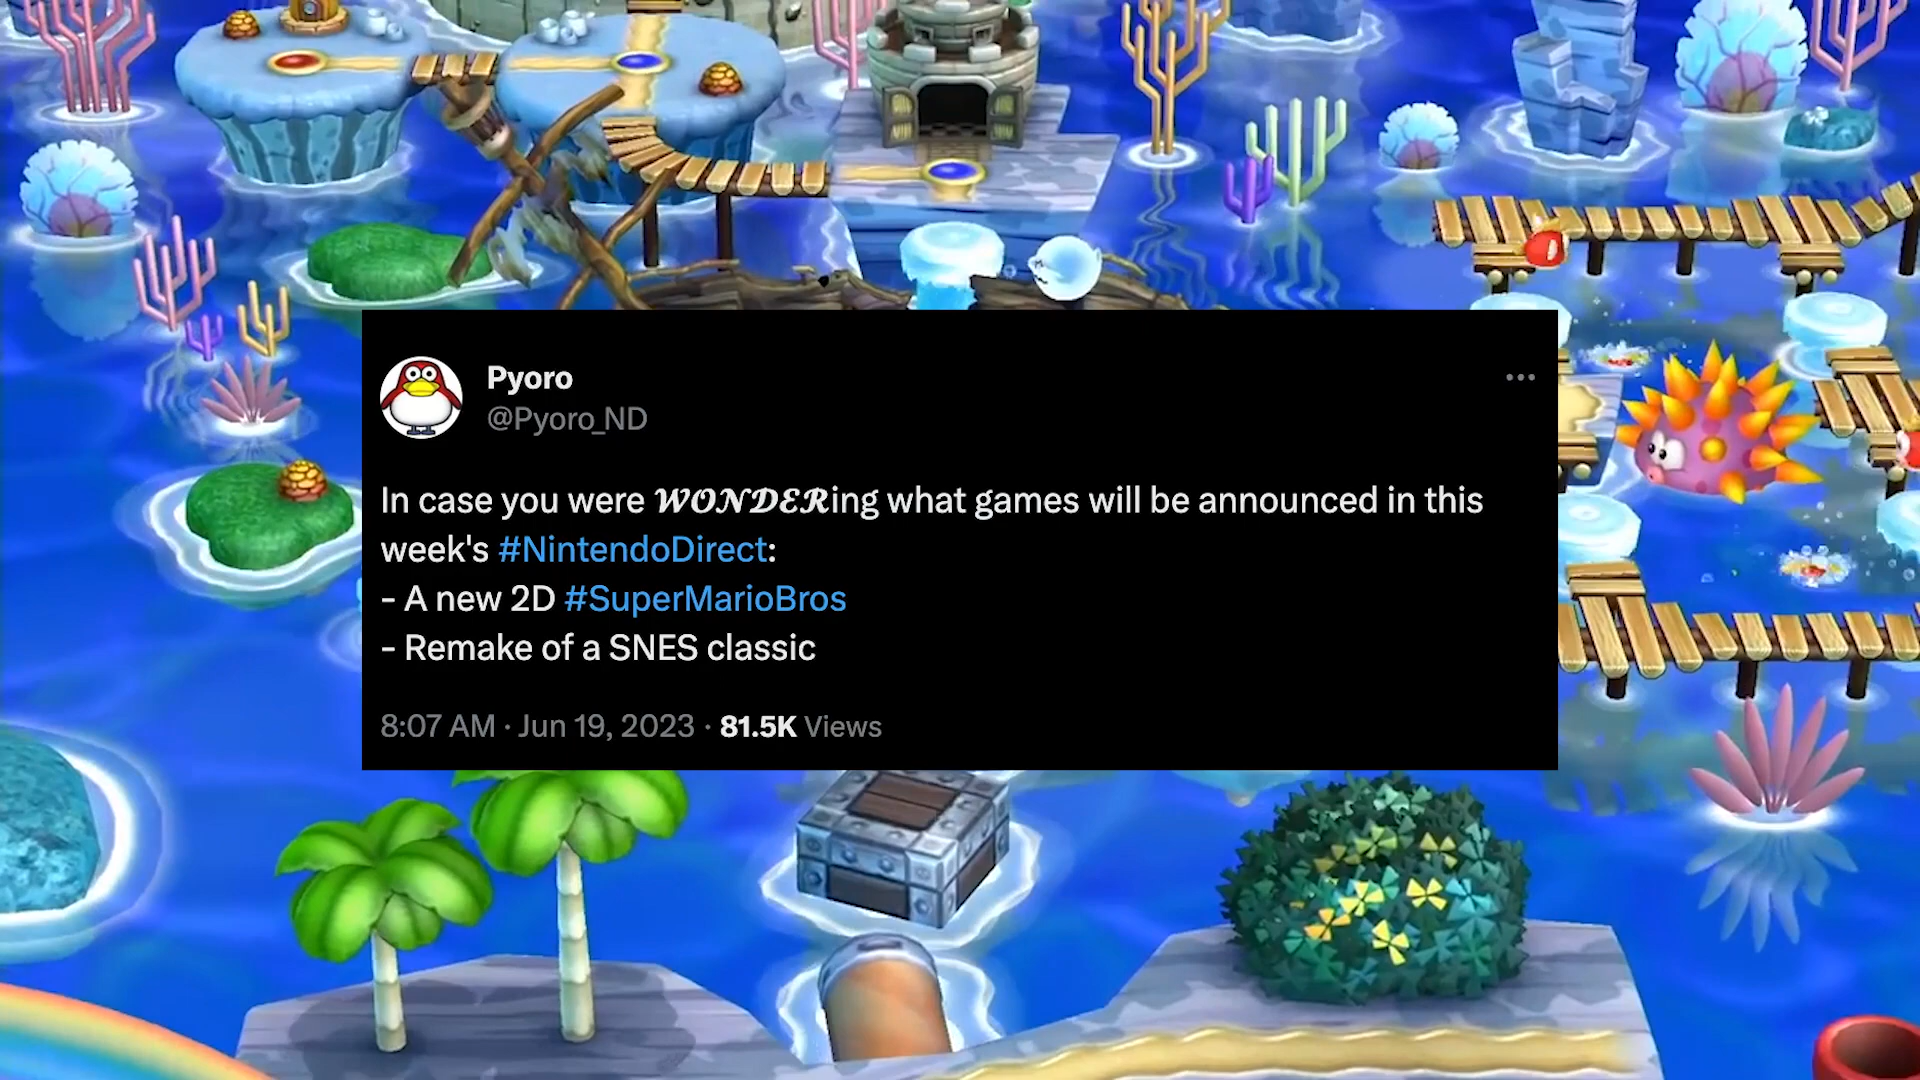 Pyoro
@Pyoro_ND
In case you were 𝓦𝓞𝓝𝓓𝓔𝓡ing what games will be announced in this
week's #NintendoDirect:
- A new 2D #SuperMarioBros
- Remake of a SNES classic
8:07 AM · Jun 19, 2023 · 81.5K Views